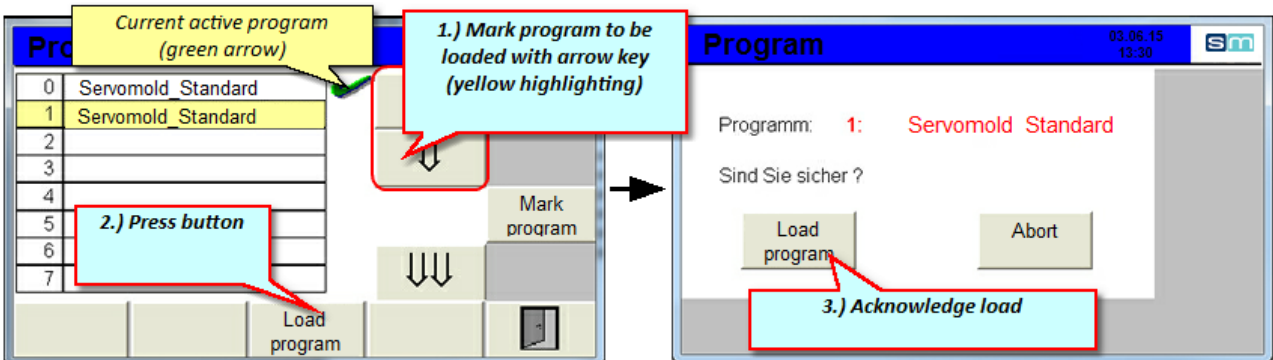 Pro
Current active program
(green arrow)
1.) Mark program to be
loaded with arrow key
(yellow highlighting)
0 Servomold_Standard
1 Servomold_Standard
2
3
4
5
6
7
Mark
program
2.) Press button
Load
program
Program
03.06.15
13:30
sm
Programm: 1: Servomold Standard
Sind Sie sicher ?
Load
program
Abort
3.) Acknowledge load